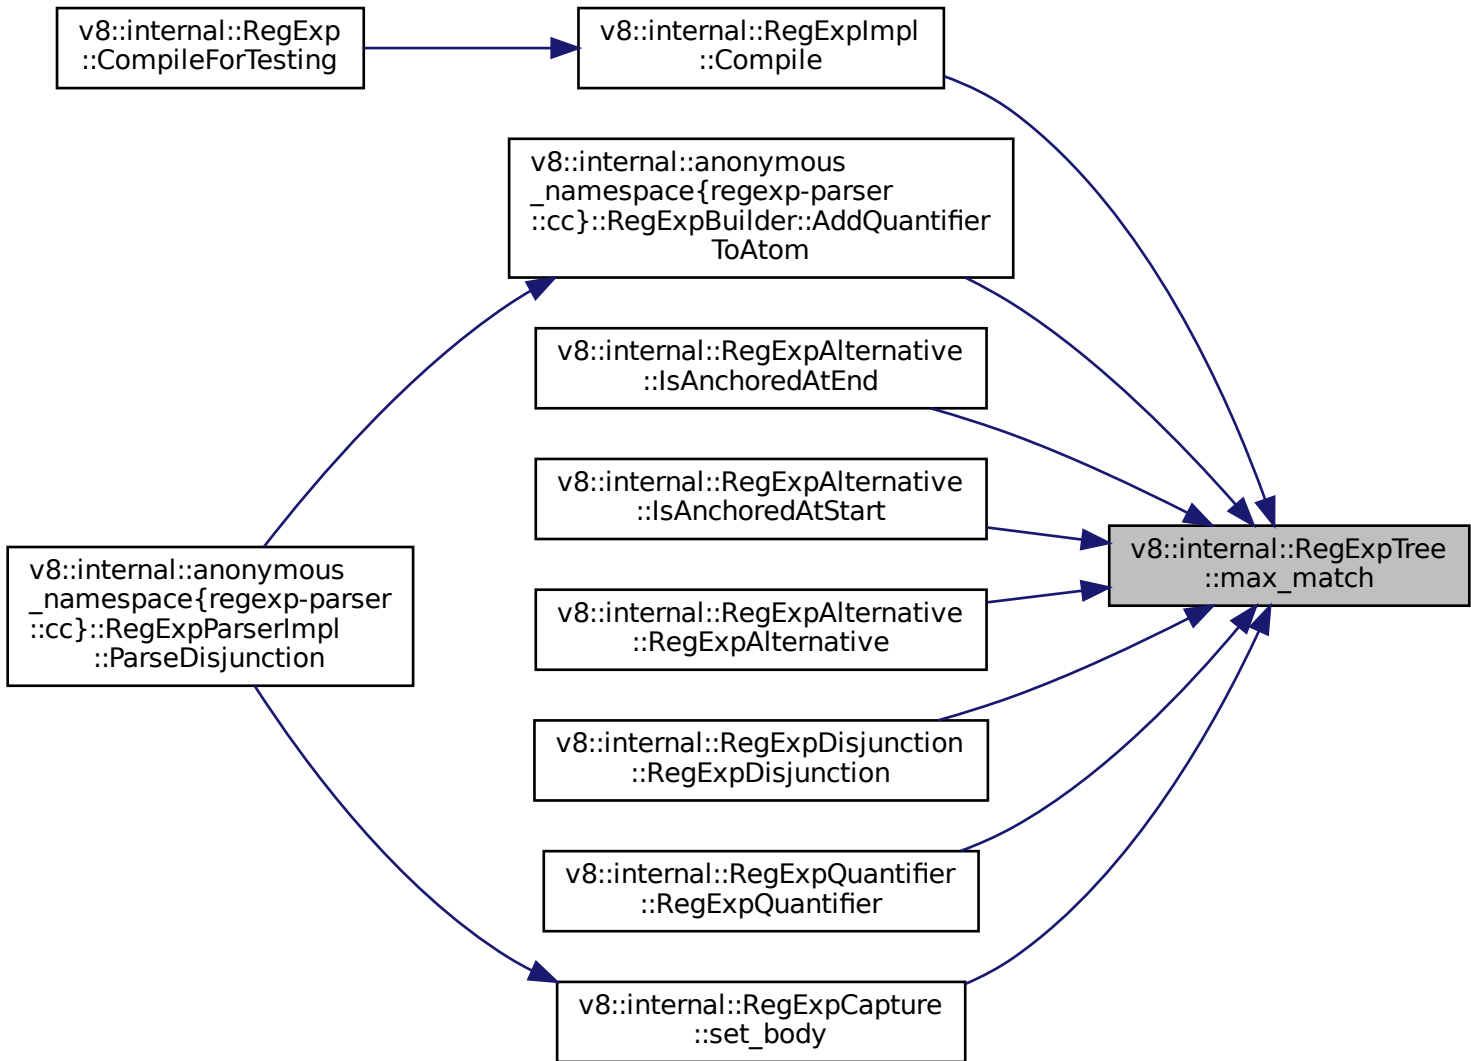 v8::internal::RegExp
::CompileForTesting
v8::internal::RegExpImpl
::Compile
v8::internal::anonymous
_namespace{regexp-parser
::cc}::RegExpBuilder::AddQuantifier
ToAtom
v8::internal::RegExpAlternative
::IsAnchoredAtEnd
v8::internal::RegExpAlternative
::IsAnchoredAtStart
v8::internal::RegExpTree
::max_match
v8::internal::anonymous
_namespace{regexp-parser
::cc}::RegExpParserImpl
::ParseDisjunction
v8::internal::RegExpAlternative
::RegExpAlternative
v8::internal::RegExpDisjunction
::RegExpDisjunction
v8::internal::RegExpQuantifier
::RegExpQuantifier
v8::internal::RegExpCapture
::set_body